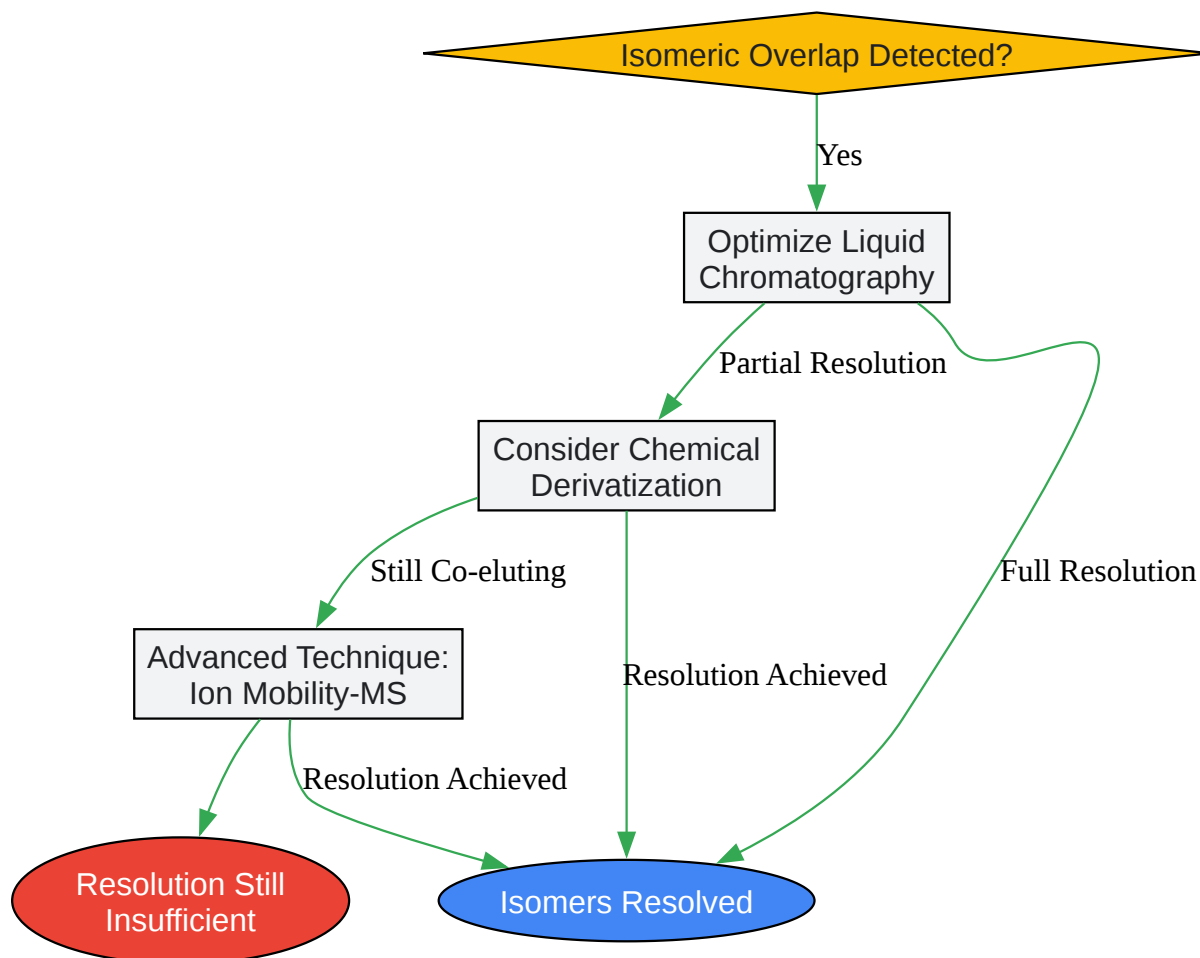 Isomeric Overlap Detected?
Yes
Optimize Liquid
Chromatography
Partial Resolution
Consider Chemical
Derivatization
Still Co-eluting
Full Resolution
Advanced Technique:
Ion Mobility-MS
Resolution Achieved
Resolution Achieved
Resolution Still
Insufficient
Isomers Resolved